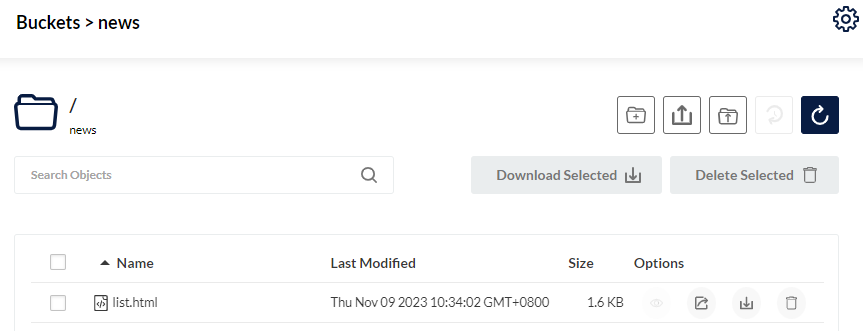 Buckets > news
/
news
Search Objects
Download Selected
Delete Selected
Name Last Modified Size Options
list.html Thu Nov 09 2023 10:34:02 GMT+0800 1.6 KB